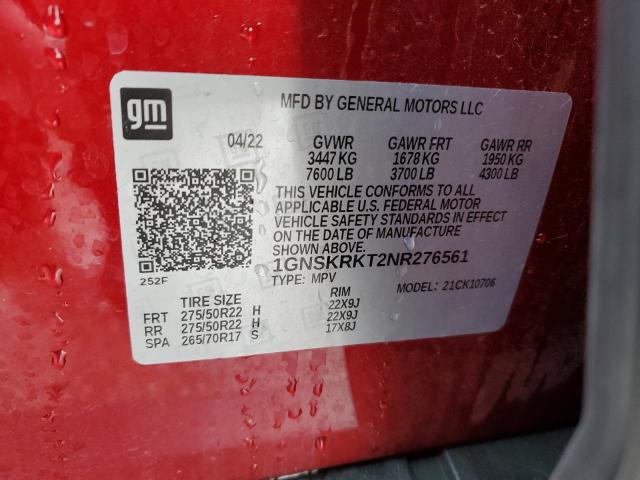 gm
MFD BY GENERAL MOTORS LLC
04/22 GVWR GAWR FRT GAWR RR
3447 KG 1678 KG 1950 KG
7600 LB 3700 LB 4300 LB
THIS VEHICLE CONFORMS TO ALL
APPLICABLE U.S. FEDERAL MOTOR
VEHICLE SAFETY STANDARDS IN EFFECT
ON THE DATE OF MANUFACTURE
SHOWN ABOVE.
252F
1GNSKRKT2NR276561
TYPE: MPV MODEL: 21CK10706
TIRE SIZE RIM
FRT 275/50R22 H 22X9J
RR 275/50R22 H 22X9J
SPA 265/70R17 S 17X8J